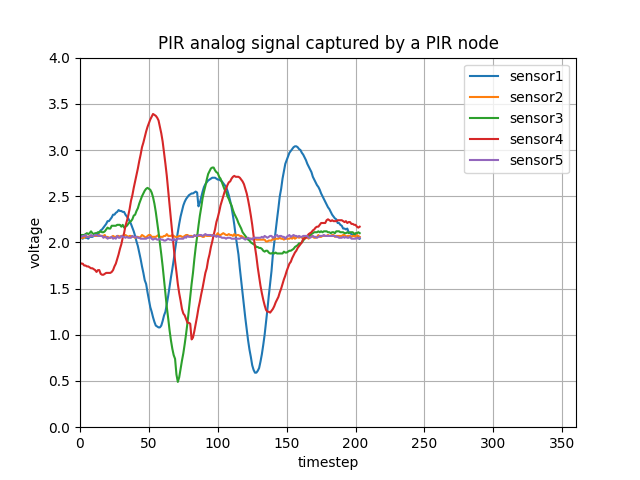 PIR analog signal captured by a PIR node
4.0
3.5
3.0
2.5
2.0
1.5
1.0
0.5
0.0
voltage
sensor1
sensor2
sensor3
sensor4
sensor5
0 50 100 150 200 250 300 350
timestep